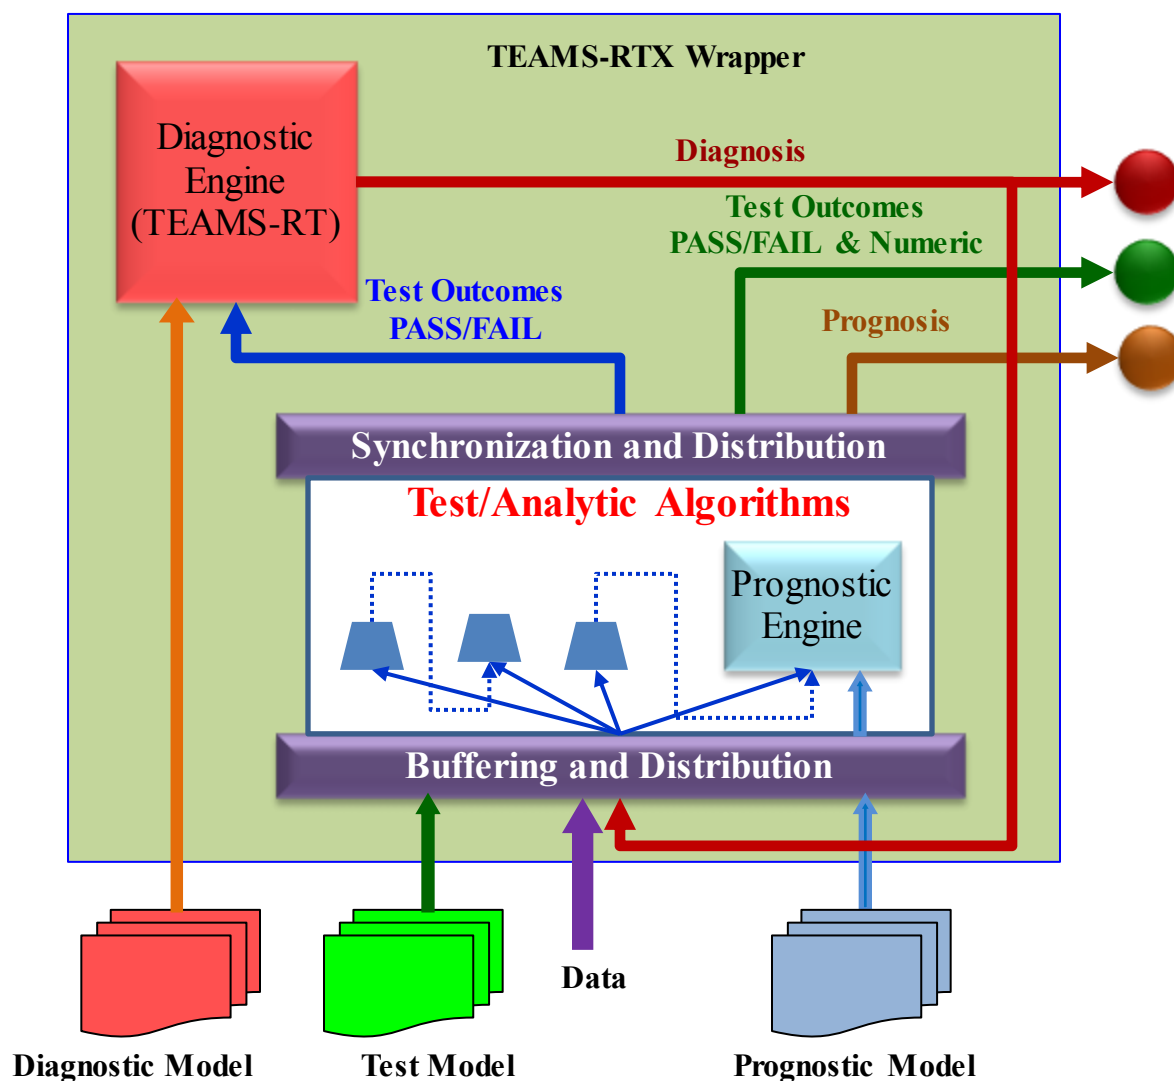 TEAMS-RTX Wrapper
Diagnostic
Engine
(TEAMS-RT)
Diagnosis
Test Outcomes
PASS/FAIL & Numeric
Test Outcomes
PASS/FAIL
Prognosis
Synchronization and Distribution
Test/Analytic Algorithms
Prognostic
Engine
Buffering and Distribution
Data
Diagnostic Model
Test Model
Prognostic Model